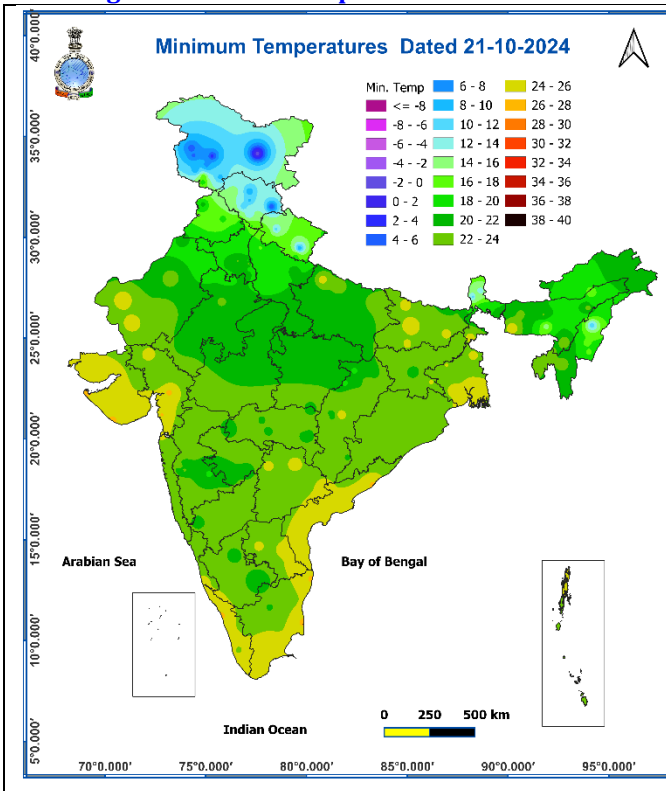 Minimum Temperatures Dated 21-10-2024
Min. Temp
<= -8
-8 - -6
-6 - -4
-4 - -2
-2 - 0
0 - 2
2 - 4
4 - 6
6 - 8
8 - 10
10 - 12
12 - 14
14 - 16
16 - 18
18 - 20
20 - 22
22 - 24
24 - 26
26 - 28
28 - 30
30 - 32
32 - 34
34 - 36
36 - 38
38 - 40
40°0.000'
35°0.000'
30°0.000'
25°0.000'
20°0.000'
15°0.000'
10°0.000'
5°0.000'
Arabian Sea
Bay of Bengal
Indian Ocean
0 250 500 km
70°0.000' 75°0.000' 80°0.000' 85°0.000' 90°0.000' 95°0.000'